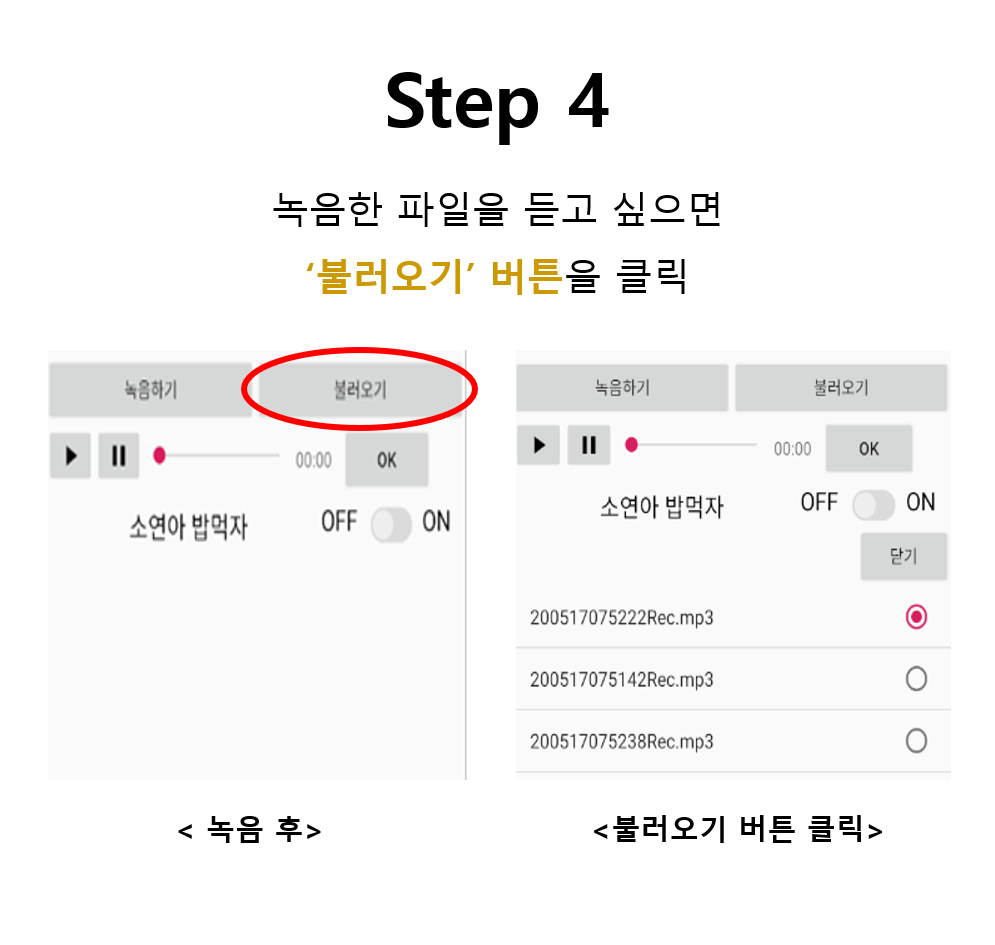 Step 4
녹음한 파일을 듣고 싶으면
‘불러오기’ 버튼을 클릭
녹음하기
불러오기
00:00
OK
소연아 밥먹자
OFF
ON
< 녹음 후>
녹음하기
불러오기
00:00
OK
소연아 밥먹자
OFF
ON
닫기
200517075222Rec.mp3
200517075142Rec.mp3
200517075238Rec.mp3
<불러오기 버튼 클릭>